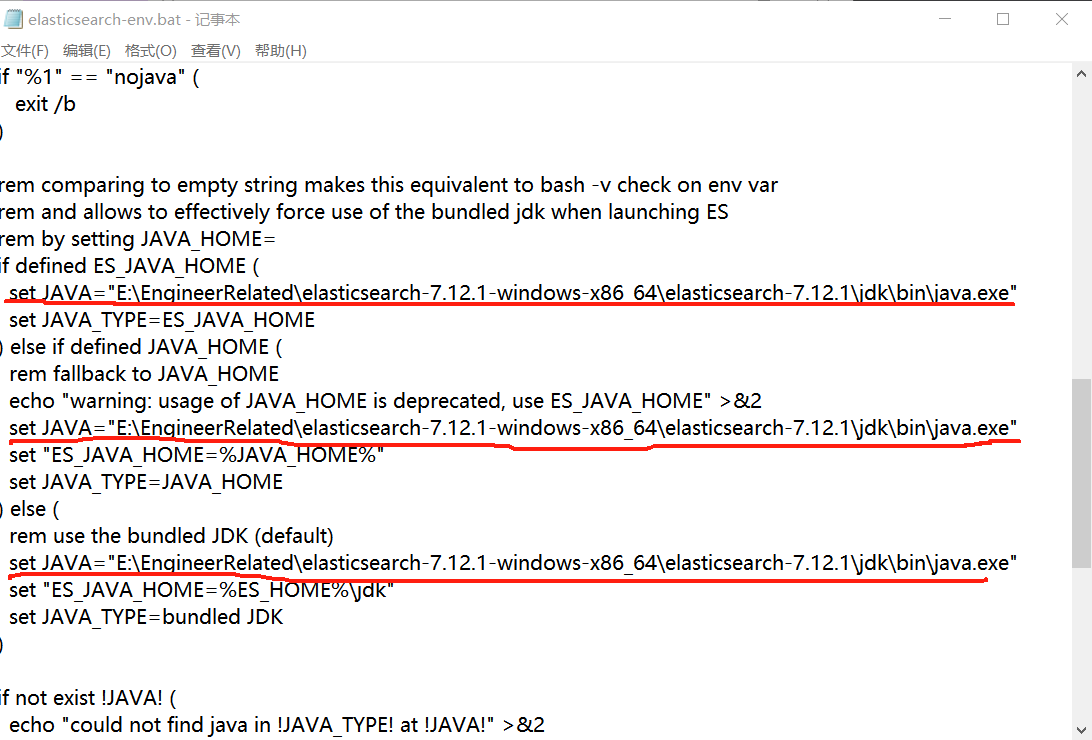 elasticsearch-env.bat - 记事本
文件(F) 编辑(E) 格式(O) 查看(V) 帮助(H)
if "%1" == "nojava" (
exit /b
)
rem comparing to empty string makes this equivalent to bash -v check on env var
rem and allows to effectively force use of the bundled jdk when launching ES
rem by setting JAVA_HOME=
if defined ES_JAVA_HOME (
set JAVA="E:\EngineerRelated\elasticsearch-7.12.1-windows-x86_64\elasticsearch-7.12.1\jdk\bin\java.exe"
set JAVA_TYPE=ES_JAVA_HOME
) else if defined JAVA_HOME (
rem fallback to JAVA_HOME
echo "warning: usage of JAVA_HOME is deprecated, use ES_JAVA_HOME" >&2
set JAVA="E:\EngineerRelated\elasticsearch-7.12.1-windows-x86_64\elasticsearch-7.12.1\jdk\bin\java.exe"
set "ES_JAVA_HOME=%JAVA_HOME%"
set JAVA_TYPE=JAVA_HOME
) else (
rem use the bundled JDK (default)
set JAVA="E:\EngineerRelated\elasticsearch-7.12.1-windows-x86_64\elasticsearch-7.12.1\jdk\bin\java.exe"
set "ES_JAVA_HOME=%ES_HOME%\jdk"
set JAVA_TYPE=bundled JDK
)
if not exist !JAVA! (
echo "could not find java in !JAVA_TYPE! at !JAVA!" >&2